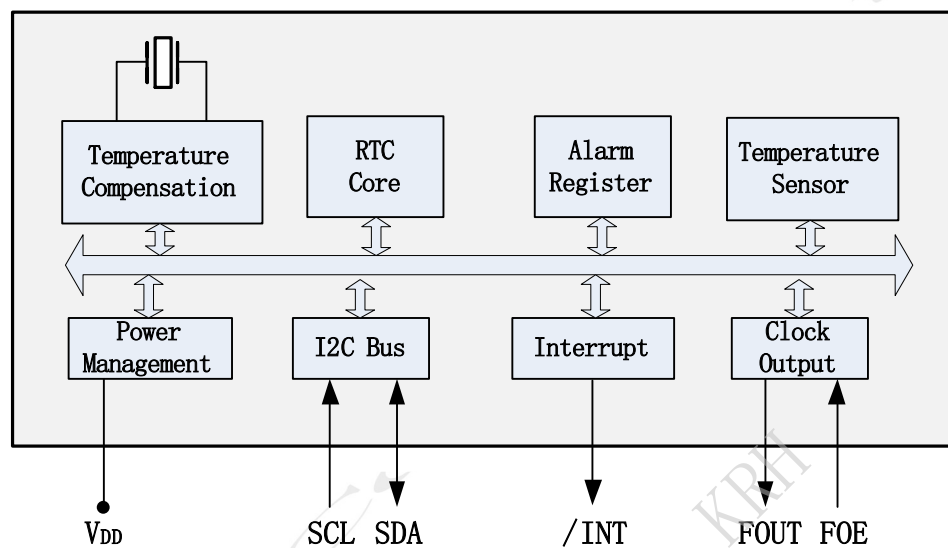 Temperature
Compensation
RTC
Core
Alarm
Register
Temperature
Sensor
Power
Management
I2C Bus
Interrupt
Clock
Output
VDD
SCL SDA
/INT
FOUT FOE
KRH